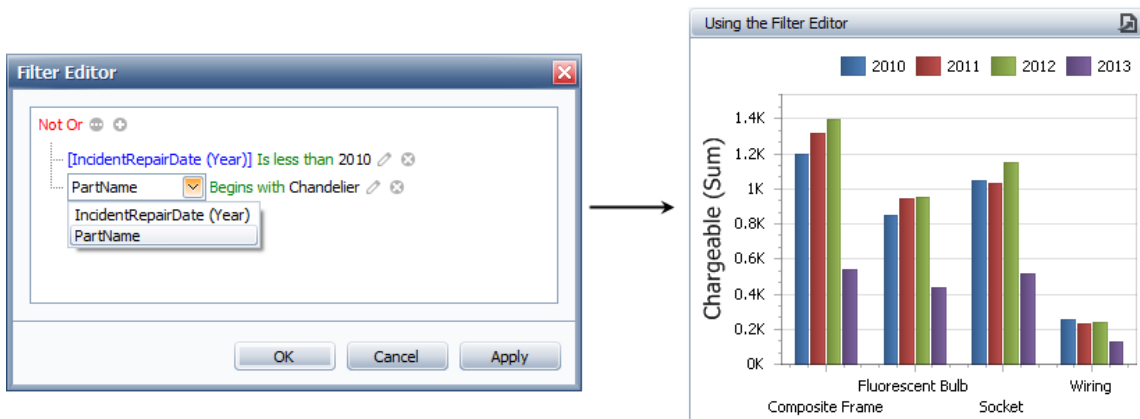 Filter Editor
Not Or
[IncidentRepairDate (Year)] Is less than 2010
PartName Begins with Chandelier
IncidentRepairDate (Year)
PartName
OK Cancel Apply
Using the Filter Editor
2010 2011 2012 2013
Chargeable (Sum)
1.4K
1.2K
1K
0.8K
0.6K
0.4K
0.2K
0K
Fluorescent Bulb Wiring
Composite Frame Socket